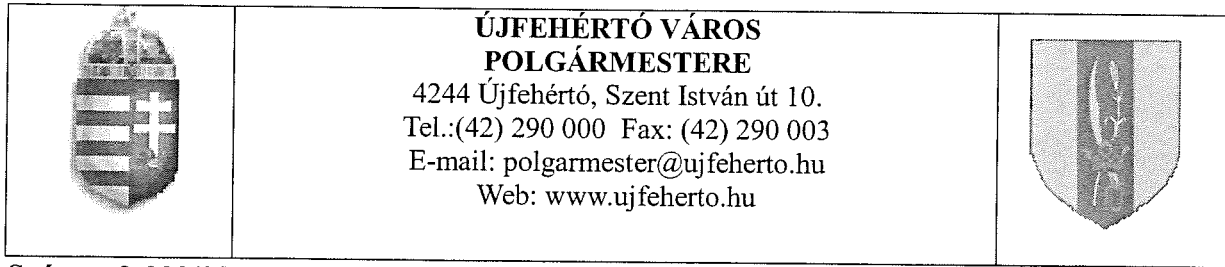 ÚJFEHÉRTÓ VÁROS
POLGÁRMESTERE
4244 Újfehértó, Szent István út 10.
Tel.:(42) 290 000 Fax: (42) 290 003
E-mail: polgarmester@ujfeherto.hu
Web: www.ujfeherto.hu